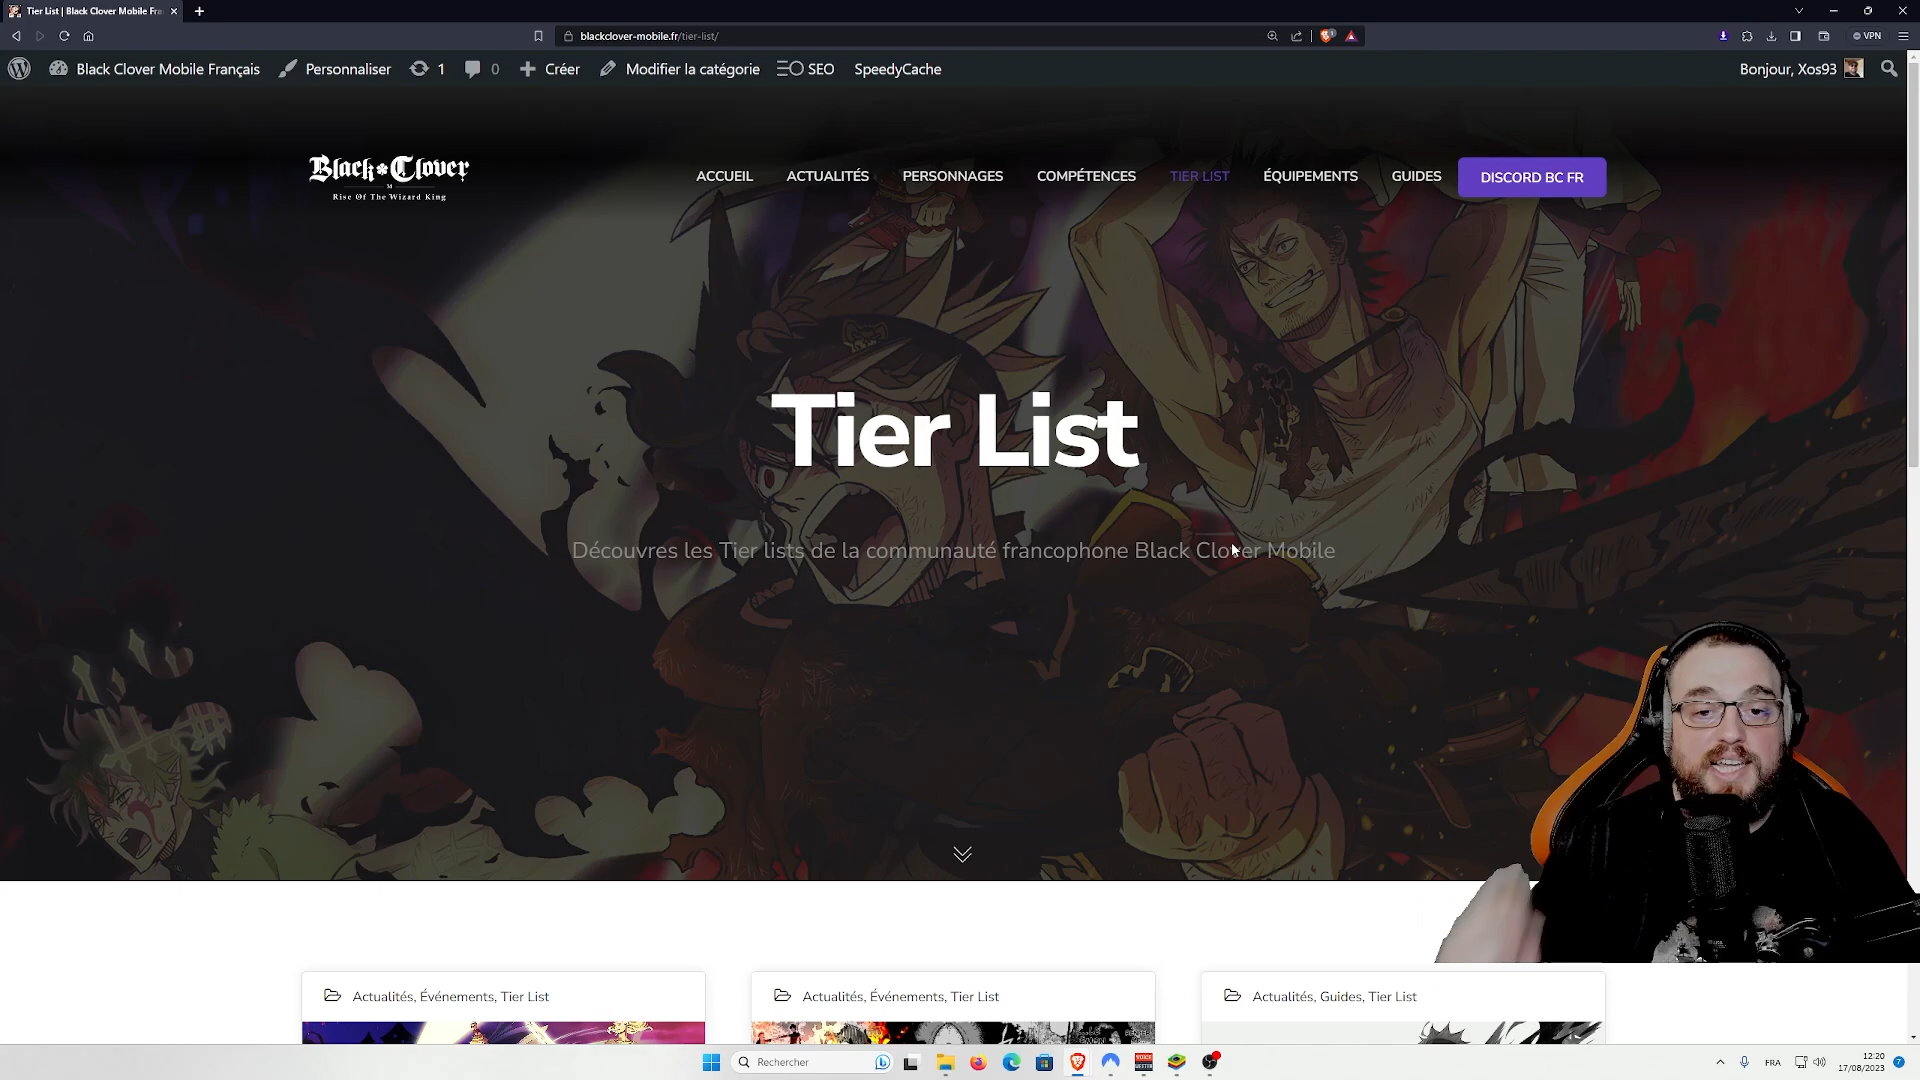 Tier List | Black Clover Mobile Fra
blackclover-mobile.fr/tier-list/
VPN
Black Clover Mobile Français
Personnaliser
1
0
Créer
Modifier la catégorie
SEO
SpeedyCache
Bonjour, Xos93
Black Clover
M
Rise Of The Wizard King
ACCUEIL
ACTUALITÉS
PERSONNAGES
COMPÉTENCES
TIER LIST
ÉQUIPEMENTS
GUIDES
DISCORD BC FR
Tier List
Découvres les Tier lists de la communauté francophone Black Clover Mobile
Actualités, Événements, Tier List
Actualités, Événements, Tier List
Actualités, Guides, Tier List
Rechercher
FRA
12:20
17/08/2023
7